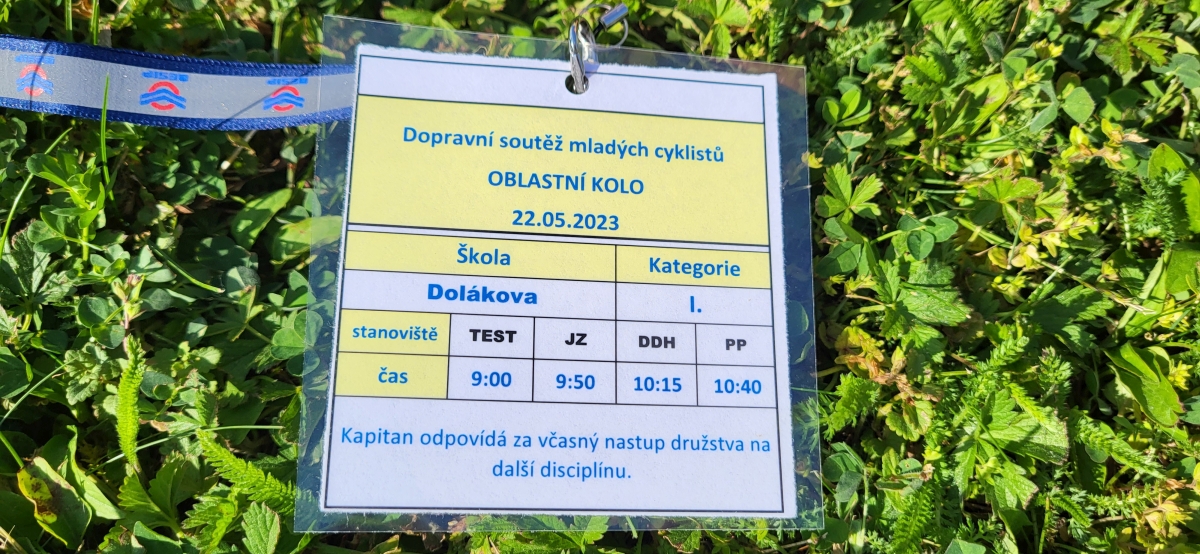 Dopravní soutěž mladých cyklistů
OBLASTNÍ KOLO
22.05.2023
Škola Kategorie
Dolákova I.
stanoviště TEST JZ DDH PP
čas 9:00 9:50 10:15 10:40
Kapitan odpovídá za včasný nastup družstva na
další disciplínu.